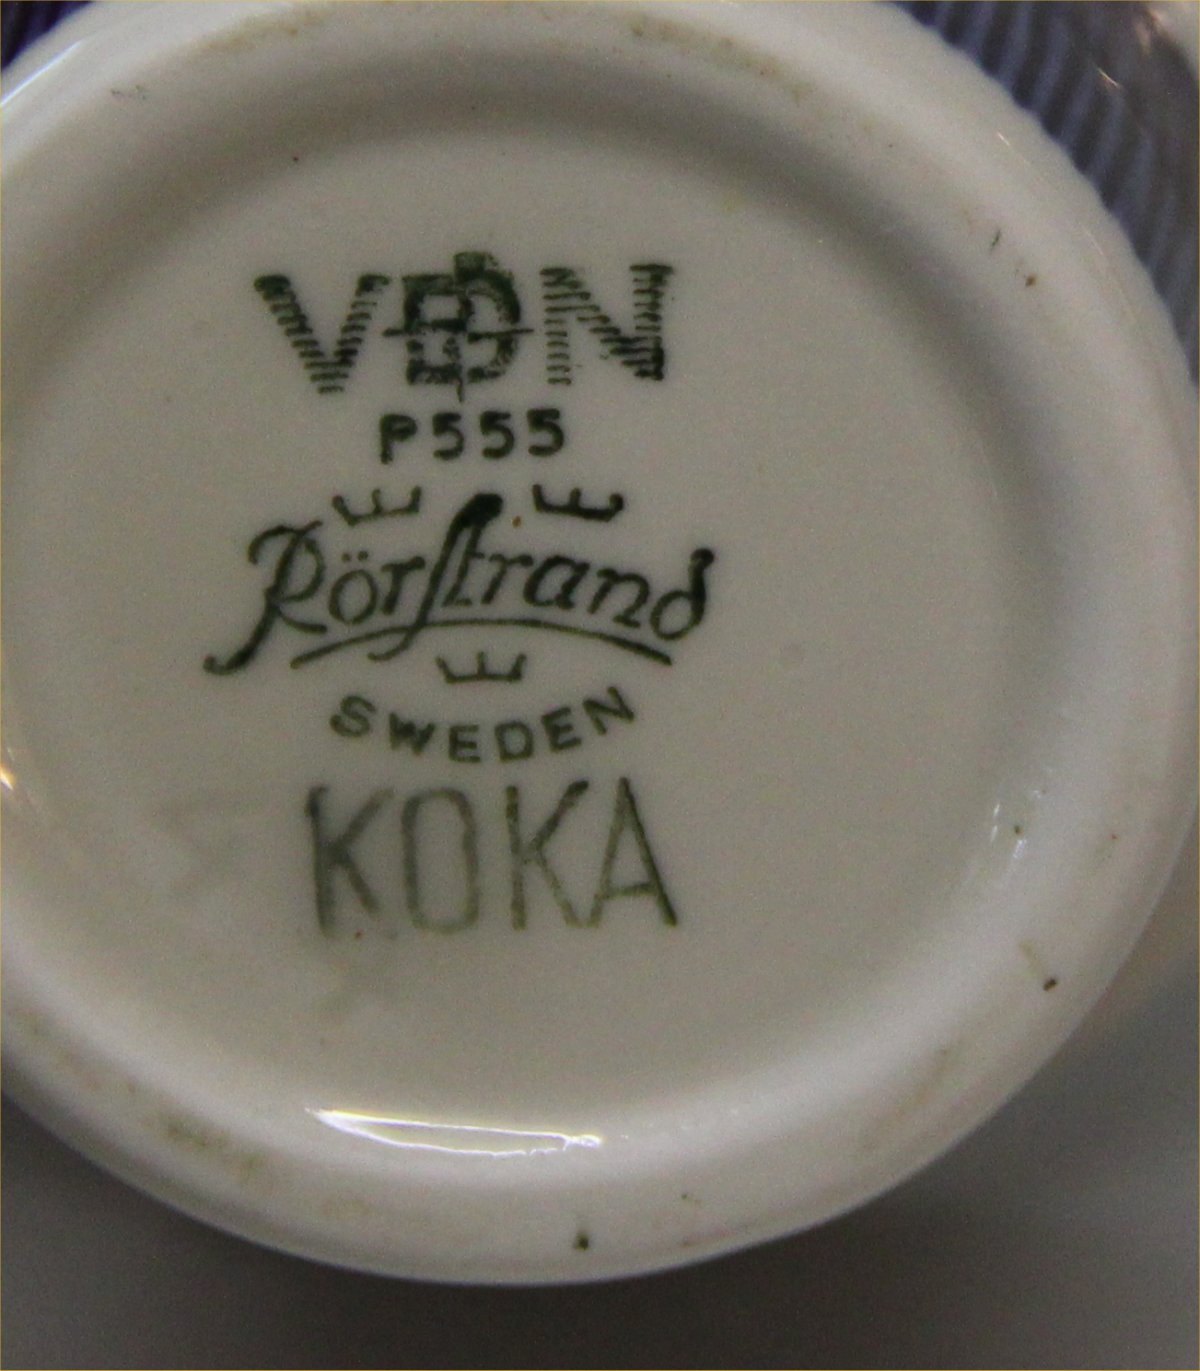 VDN
P555
Rörstrand
SWEDEN
KOKA